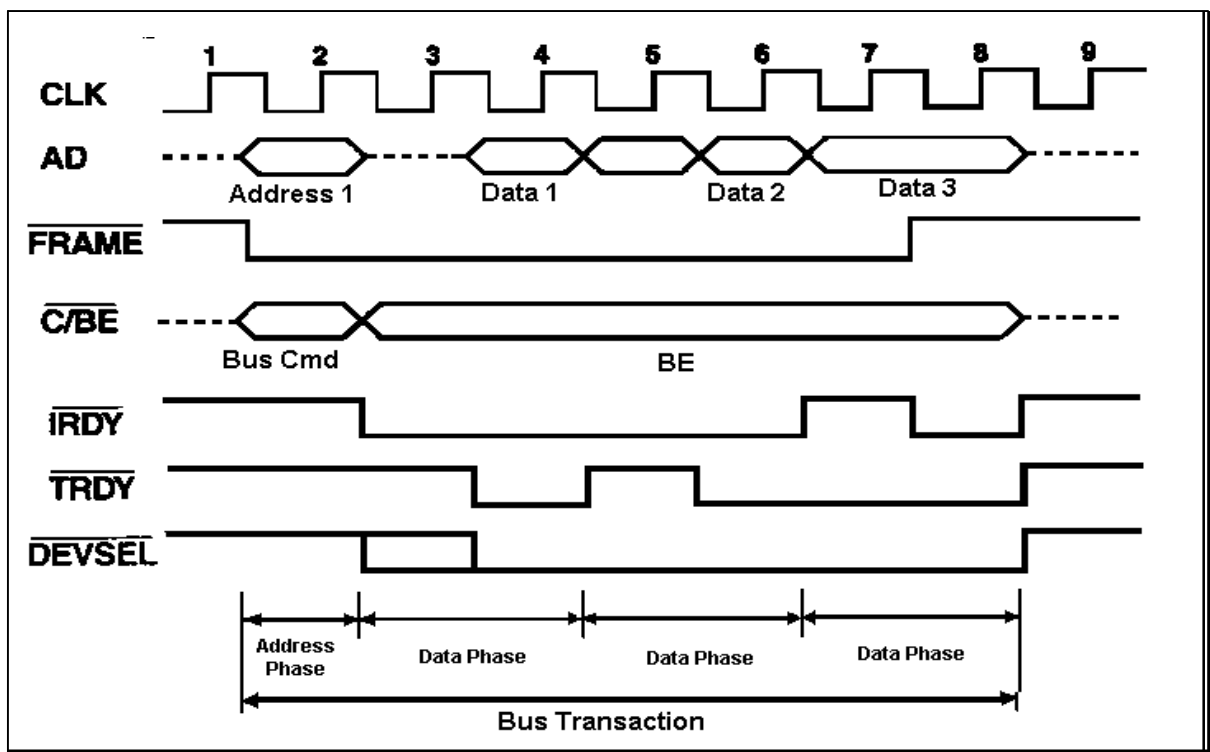 1 2 3 4 5 6 7 8 9
CLK
AD
Address 1 Data 1 Data 2 Data 3
FRAME
C/BE
Bus Cmd BE
IRDY
TRDY
DEVSEL
Address Phase Data Phase Data Phase Data Phase
Bus Transaction